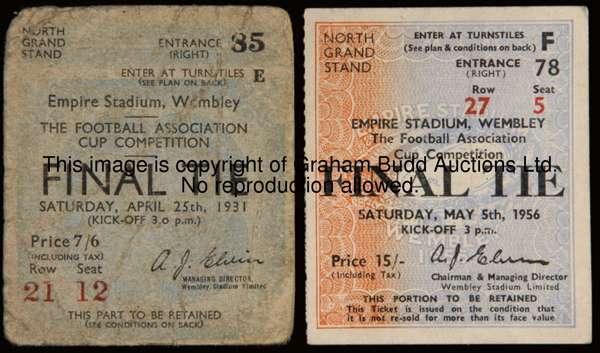 NORTH
GRAND
STAND
ENTRANCE 85
(RIGHT)
ENTER AT TURNSTILES E
(SEE PLAN ON BACK)
Empire Stadium, Wembley
THE FOOTBALL ASSOCIATION
CUP COMPETITION
FINAL TIE
SATURDAY, APRIL 25th, 1931
(KICK-OFF 3.0 p.m.)
Price 7/6
(INCLUDING TAX)
Row Seat
21 12
A. J. Elvin
MANAGING DIRECTOR,
Wembley Stadium Limited
THIS PART TO BE RETAINED
(SEE CONDITIONS ON BACK)
NORTH
GRAND
STAND
ENTER AT TURNSTILES F
(See plan & conditions on back)
ENTRANCE 78
(RIGHT)
Row Seat
27 5
EMPIRE STADIUM, WEMBLEY
The Football Association
Cup Competition
FINAL TIE
SATURDAY, MAY 5th, 1956
KICK-OFF 3 p.m.
Price 15/-
(Including Tax)
A. J. Elvin
Chairman & Managing Director
Wembley Stadium Limited
THIS PORTION TO BE RETAINED
This Ticket is issued on the condition that
it is not re-sold for more than its face value
This image is copyright of Graham Budd Auctions Ltd.
No reproduction allowed.